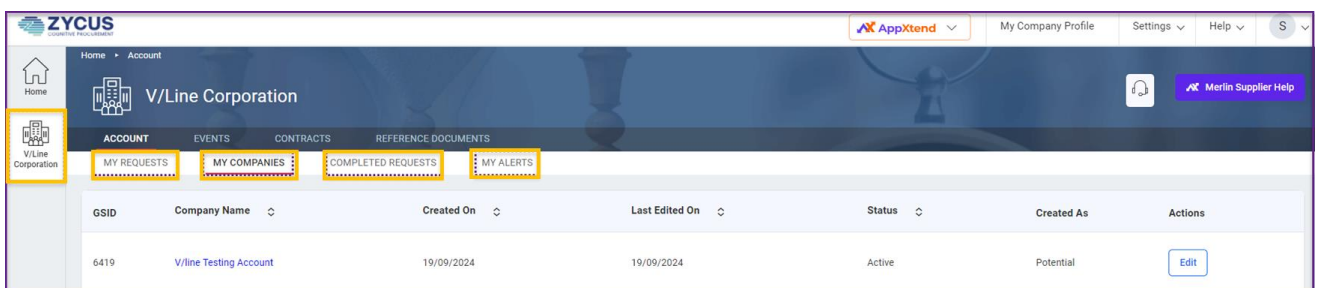 ZYCUS
COGNITIVE PROCUREMENT
AppXtend
My Company Profile
Settings
Help
S
Home ▸ Account
Home
V/Line Corporation
Merlin Supplier Help
V/Line
Corporation
ACCOUNT EVENTS CONTRACTS REFERENCE DOCUMENTS
MY REQUESTS MY COMPANIES COMPLETED REQUESTS MY ALERTS
GSID Company Name Created On Last Edited On Status Created As Actions
6419 V/line Testing Account 19/09/2024 19/09/2024 Active Potential Edit